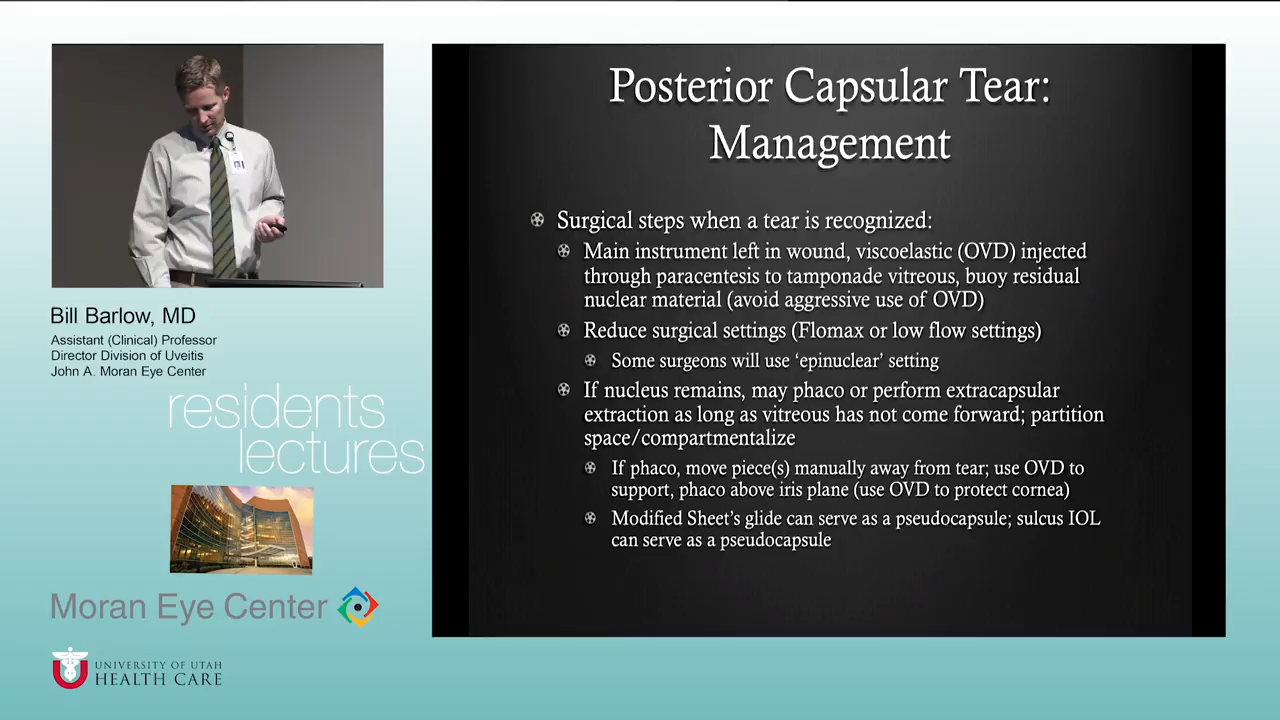 Bill Barlow, MD
Assistant (Clinical) Professor
Director Division of Uveitis
John A. Moran Eye Center
residents
lectures
Moran Eye Center
UNIVERSITY OF UTAH
HEALTH CARE
Posterior Capsular Tear:
Management
Surgical steps when a tear is recognized:
Main instrument left in wound, viscoelastic (OVD) injected
through paracentesis to tamponade vitreous, buoy residual
nuclear material (avoid aggressive use of OVD)
Reduce surgical settings (Flomax or low flow settings)
Some surgeons will use ‘epinuclear’ setting
If nucleus remains, may phaco or perform extracapsular
extraction as long as vitreous has not come forward; partition
space/compartmentalize
If phaco, move piece(s) manually away from tear; use OVD to
support, phaco above iris plane (use OVD to protect cornea)
Modified Sheet’s glide can serve as a pseudocapsule; sulcus IOL
can serve as a pseudocapsule